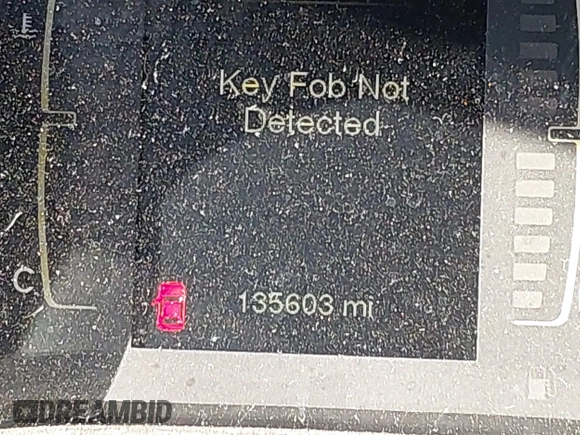 Key Fob Not
Detected
C
135603 mi
DREAMBID